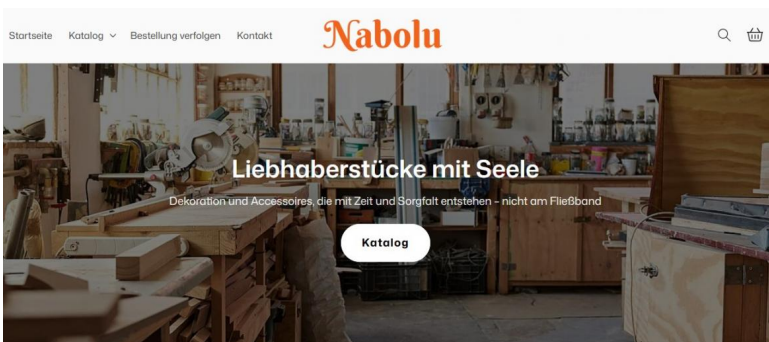 Startseite Katalog Bestellung verfolgen Kontakt Nabolu
Liebhaberstücke mit Seele
Dekoration und Accessoires, die mit Zeit und Sorgfalt entstehen – nicht am Fließband
Katalog